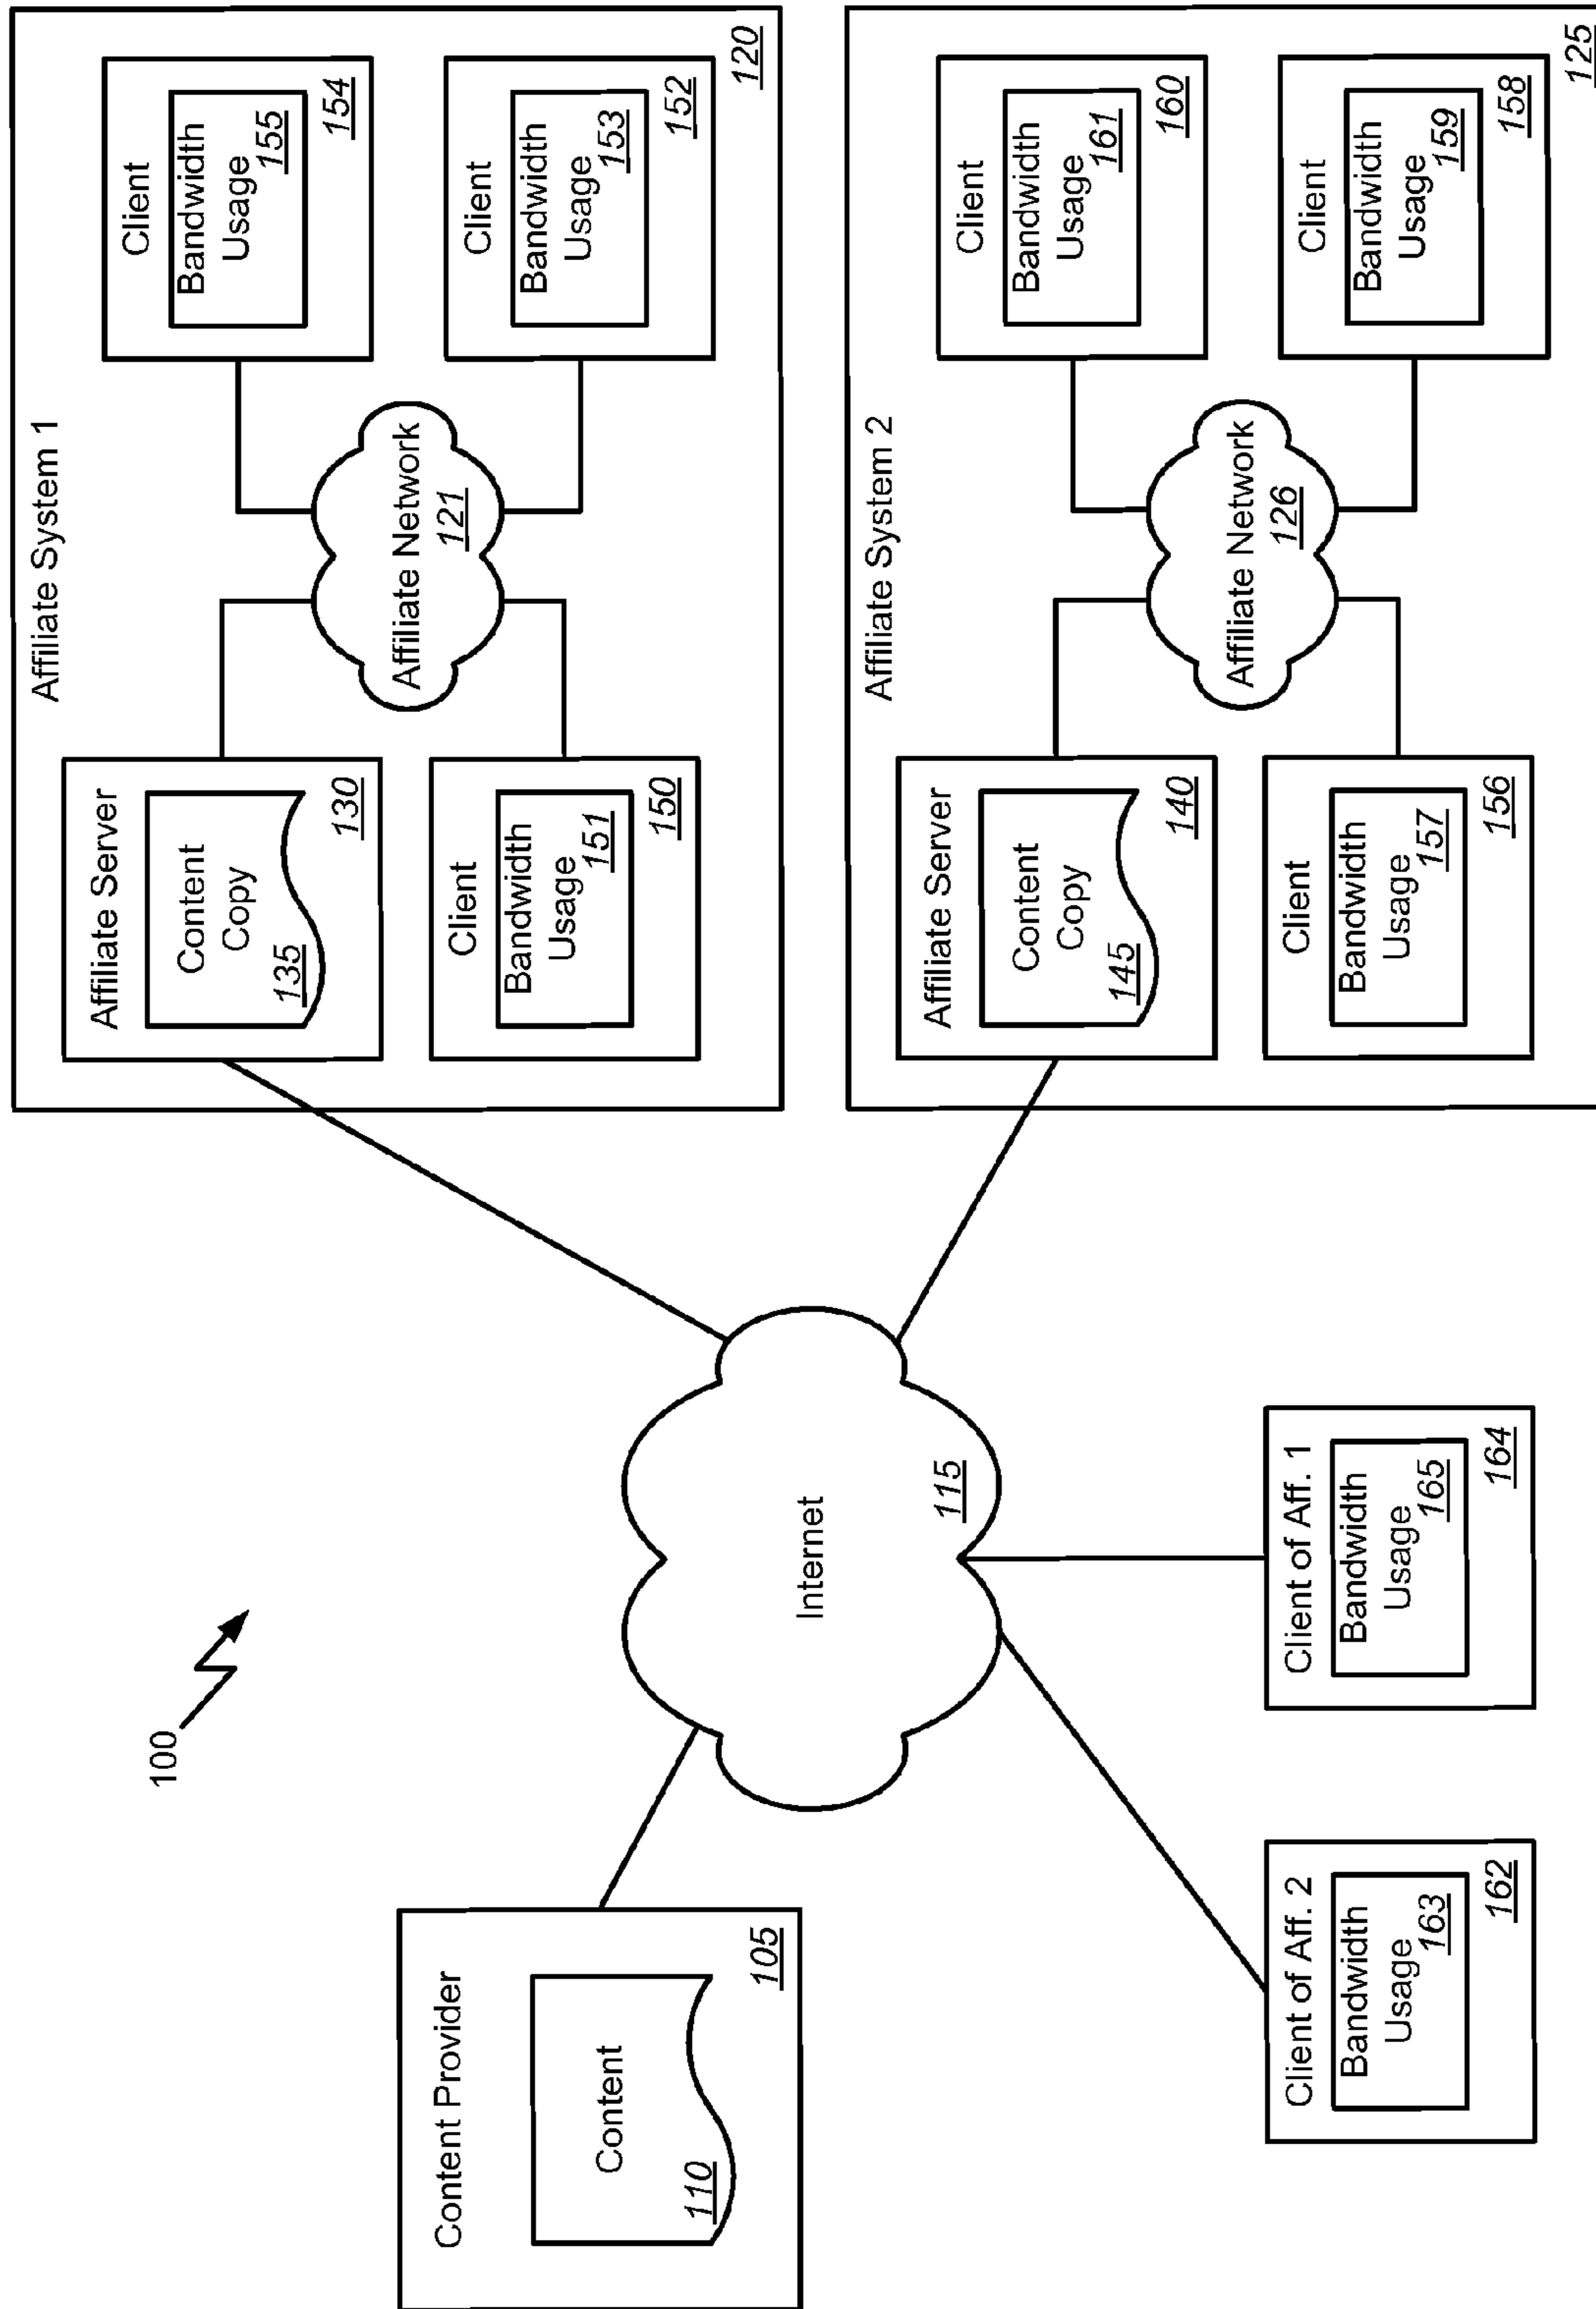 100
Content Provider
Content
110
105
Internet
115
Client of Aff. 2
Bandwidth
Usage
163
162
Client of Aff. 1
Bandwidth
Usage
165
164
Affiliate System 1
Affiliate Server
Content
Copy
135
130
Client
Bandwidth
Usage
151
150
Affiliate Network
121
Client
Bandwidth
Usage
155
154
Client
Bandwidth
Usage
153
152
120
Affiliate System 2
Affiliate Server
Content
Copy
145
140
Client
Bandwidth
Usage
157
156
Affiliate Network
126
Client
Bandwidth
Usage
161
160
Client
Bandwidth
Usage
159
158
125